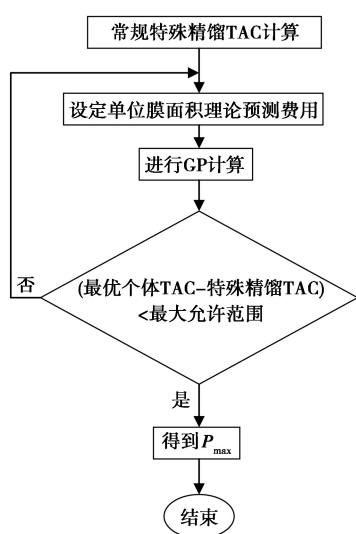 常规特殊精馏TAC计算
设定单位膜面积理论预测费用
进行GP计算
(最优个体TAC-特殊精馏TAC)
<最大允许范围
否
是
得到Pmax
结束